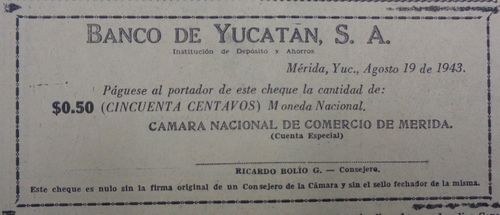 BANCO DE YUCATAN, S. A.
Institución de Depósito y Ahorros
Mérida, Yuc., Agosto 19 de 1943.
Páguese al portador de este cheque la cantidad de:
$0.50 (CINCUENTA CENTAVOS) Moneda Nacional.
CAMARA NACIONAL DE COMERCIO DE MERIDA.
(Cuenta Especial)
RICARDO BOLIO G. — Consejero.
Este cheque es nulo sin la firma original de un Consejero de la Cámara y sin el sello fechador de la misma.